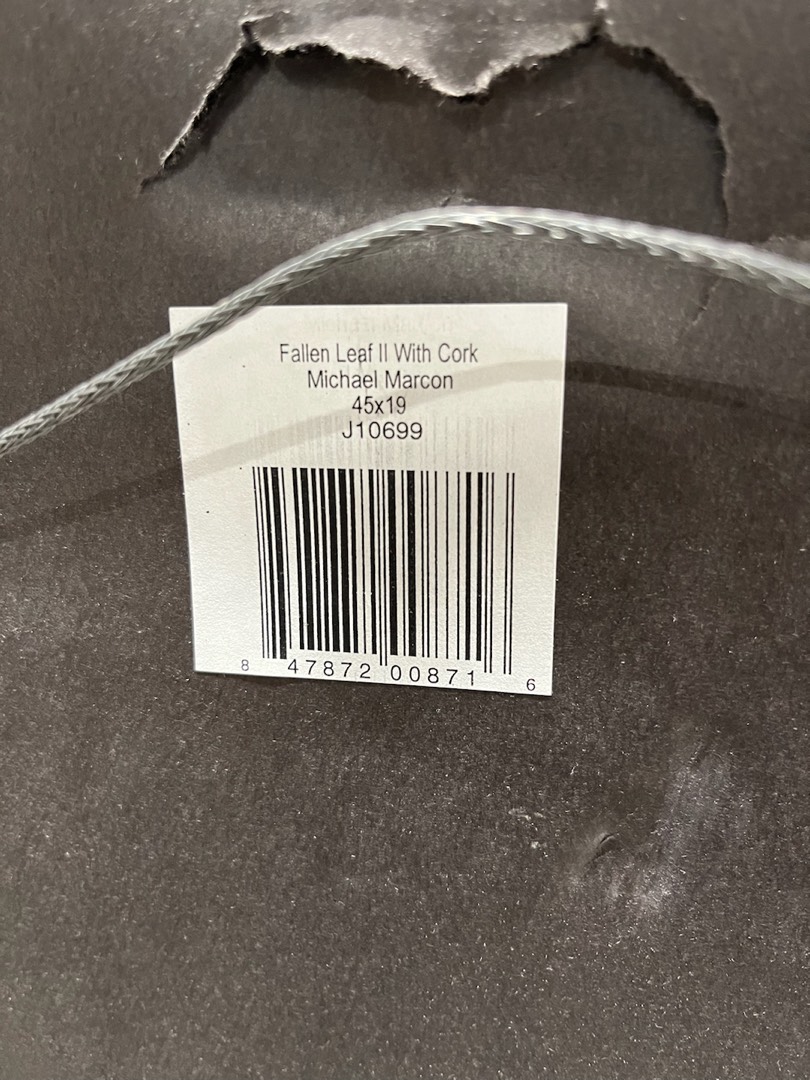 Fallen Leaf II With Cork
Michael Marcon
45x19
J10699
8 47872 00871 6